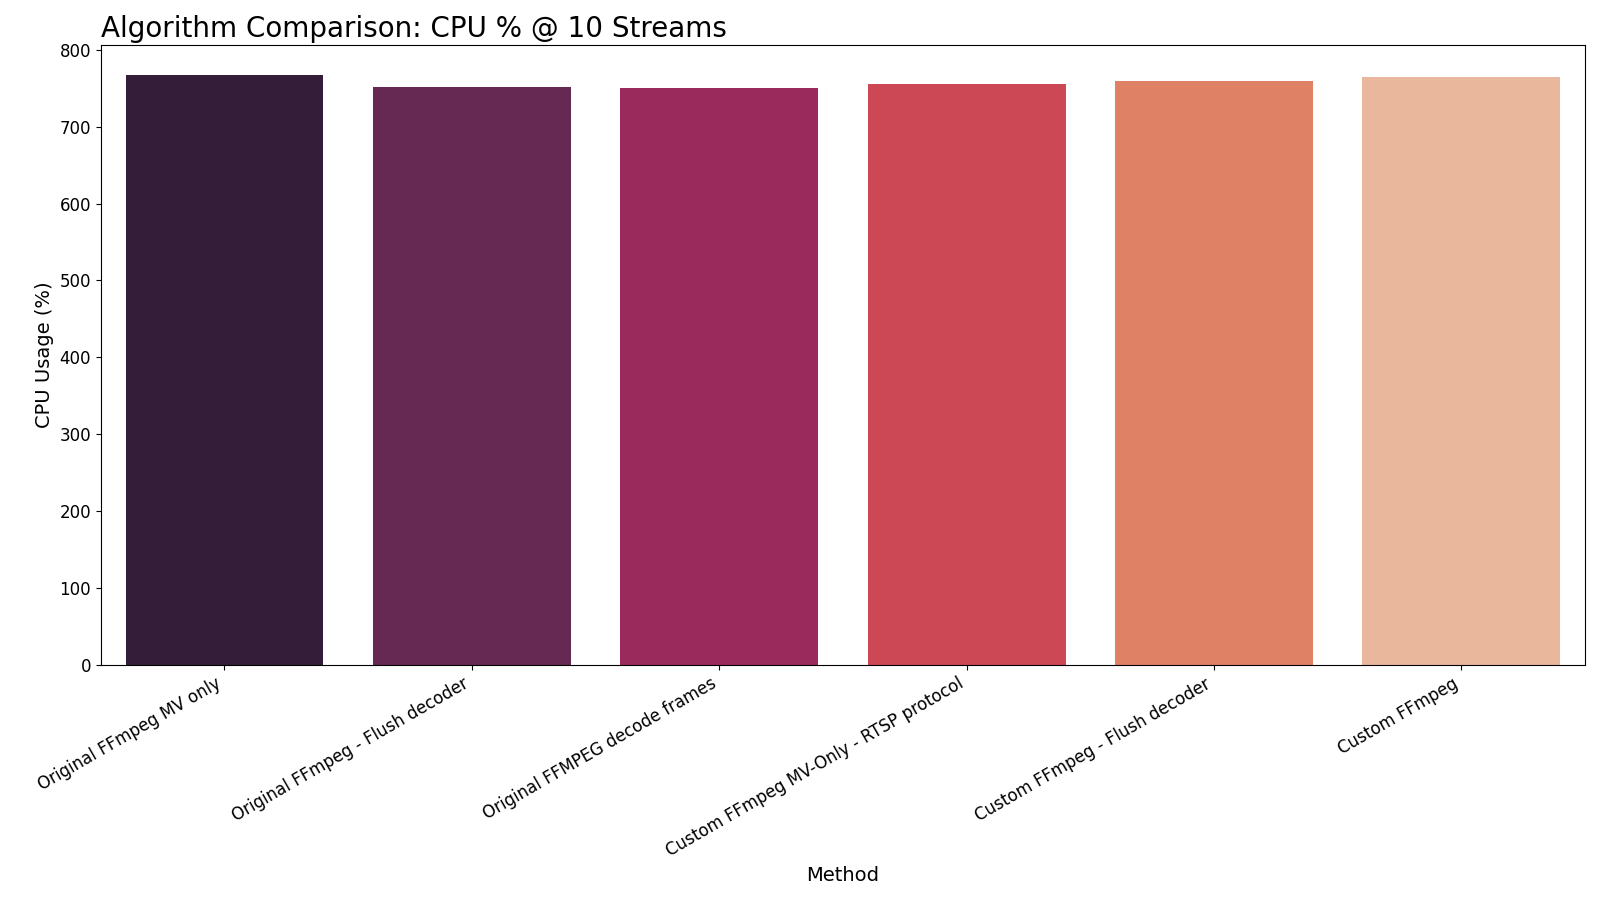 Algorithm Comparison: CPU % @ 10 Streams
800
700
600
500
400
300
200
100
0
CPU Usage (%)
Original FFmpeg MV only
Original FFmpeg - Flush decoder
Original FFMPEG decode frames
Custom FFmpeg MV-Only - RTSP protocol
Custom FFmpeg - Flush decoder
Custom FFmpeg
Method